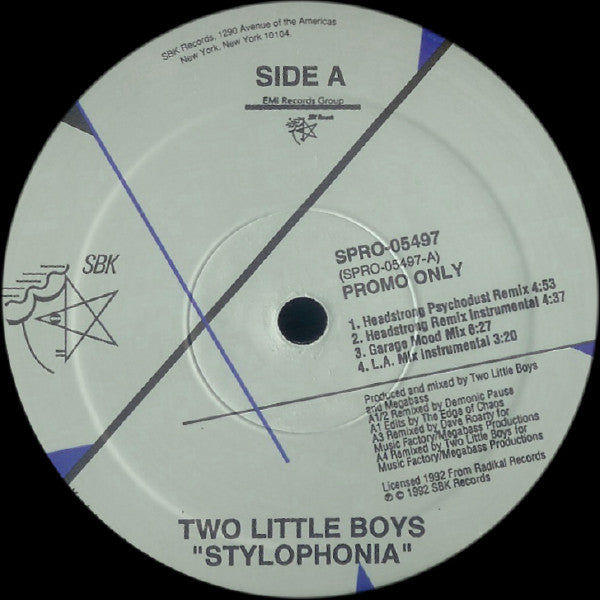 SBK Records, 1290 Avenue of the Americas
New York, New York 10104.
SIDE A
EMI Records Group
SBK Records
SBK
SPRO-05497
(SPRO-05497-A)
PROMO ONLY
1. Headstrong Psychodust Remix 4:53
2. Headstrong Remix Instrumental 4:37
3. Garage Mood Mix 6:27
4. L.A. Mix Instrumental 3:20
Produced and mixed by Two Little Boys
and Megabass
A1/2 Remixed by Demonic Pause
A1 Edits by The Edge of Chaos
A3 Remixed by Dave Roarty for
Music Factory/Megabass Productions
A4 Remixed by Two Little Boys for
Music Factory/Megabass Productions
Licensed 1992 From Radikal Records
℗ © 1992 SBK Records
TWO LITTLE BOYS
"STYLOPHONIA"